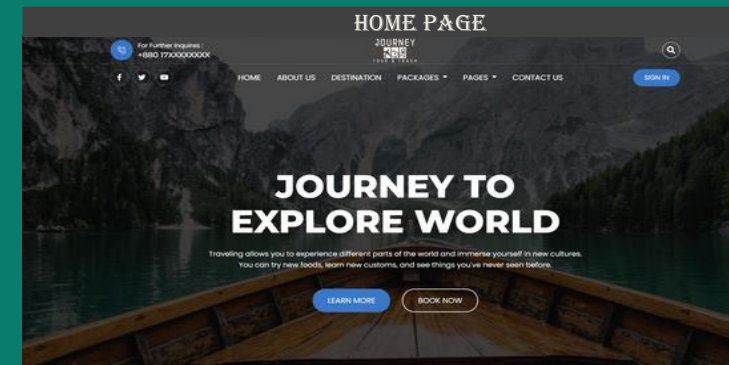 HOME PAGE
For Further Inquires :
+880 17XXXXXXXX
JOURNEY
TOUR & TRASH
HOME ABOUT US DESTINATION PACKAGES PAGES CONTACT US
SIGN IN
JOURNEY TO
EXPLORE WORLD
Traveling allows you to experience different parts of the world and immerse yourself in new cultures.
You can try new foods, learn new customs, and see things you've never seen before.
LEARN MORE
BOOK NOW